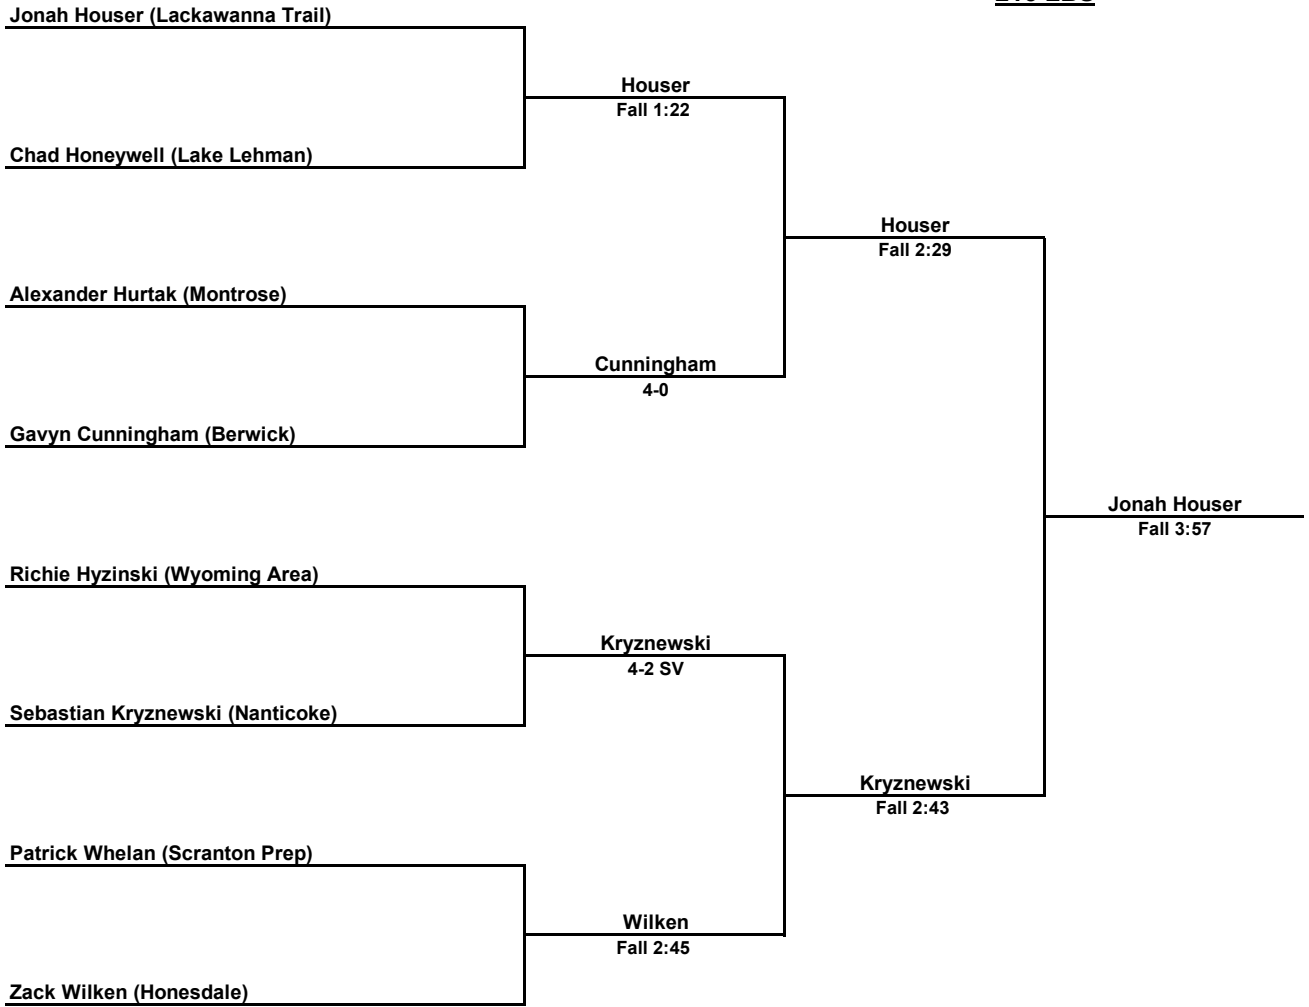 Jonah Houser (Lackawanna Trail)
Houser
Fall 1:22
Chad Honeywell (Lake Lehman)
Houser
Fall 2:29
Alexander Hurtak (Montrose)
Cunningham
4-0
Gavyn Cunningham (Berwick)
Jonah Houser
Fall 3:57
Richie Hyzinski (Wyoming Area)
Kryznewski
4-2 SV
Sebastian Kryznewski (Nanticoke)
Kryznewski
Fall 2:43
Patrick Whelan (Scranton Prep)
Wilken
Fall 2:45
Zack Wilken (Honesdale)